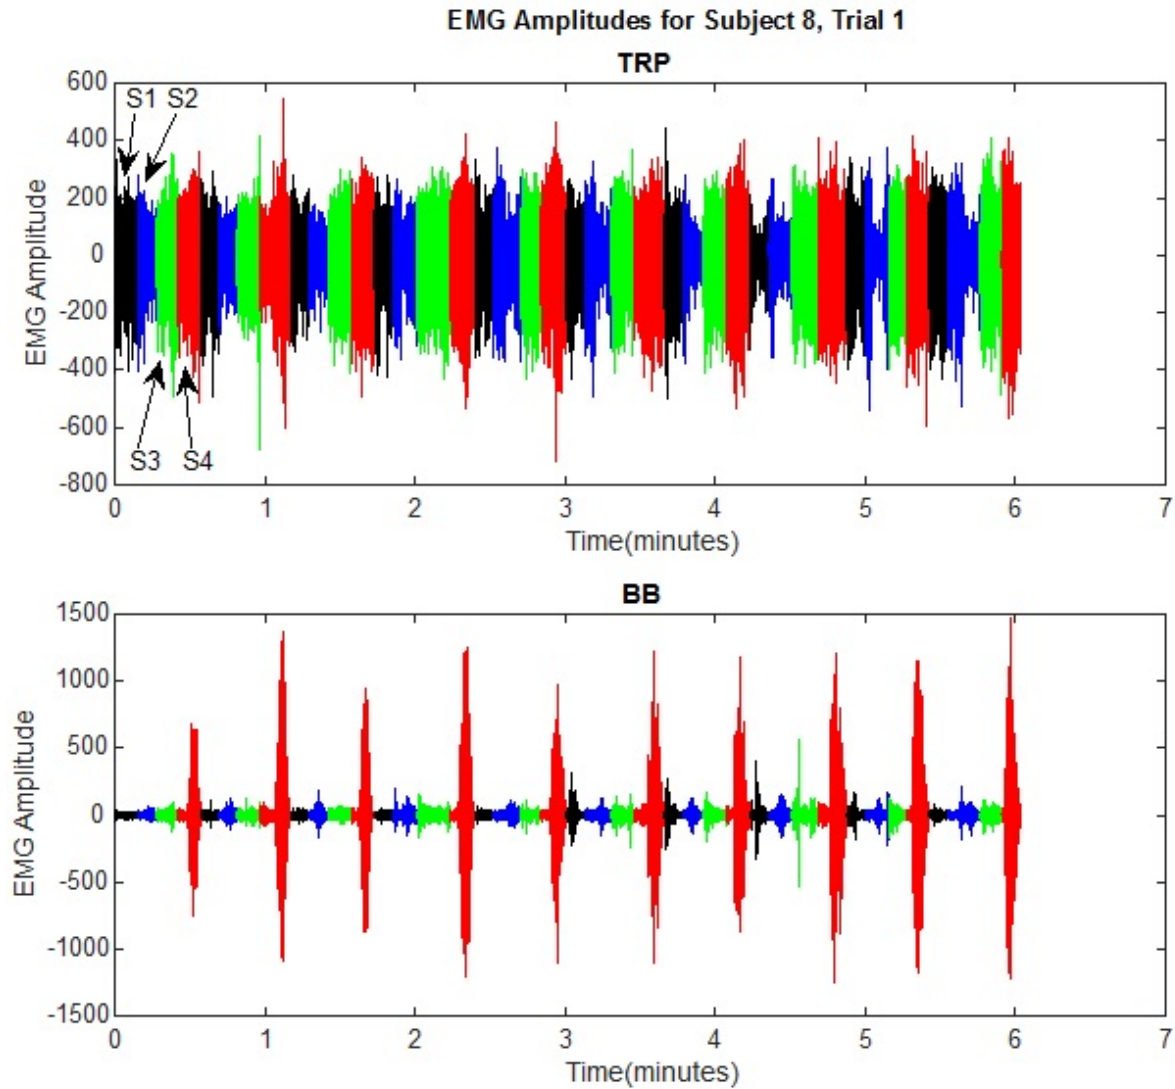 EMG Amplitudes for Subject 8, Trial 1
TRP
600
400
200
0
-200
-400
-600
-800
EMG Amplitude
S1 S2
S3 S4
0 1 2 3 4 5 6 7
Time(minutes)
BB
1500
1000
500
0
-500
-1000
-1500
EMG Amplitude
0 1 2 3 4 5 6 7
Time(minutes)